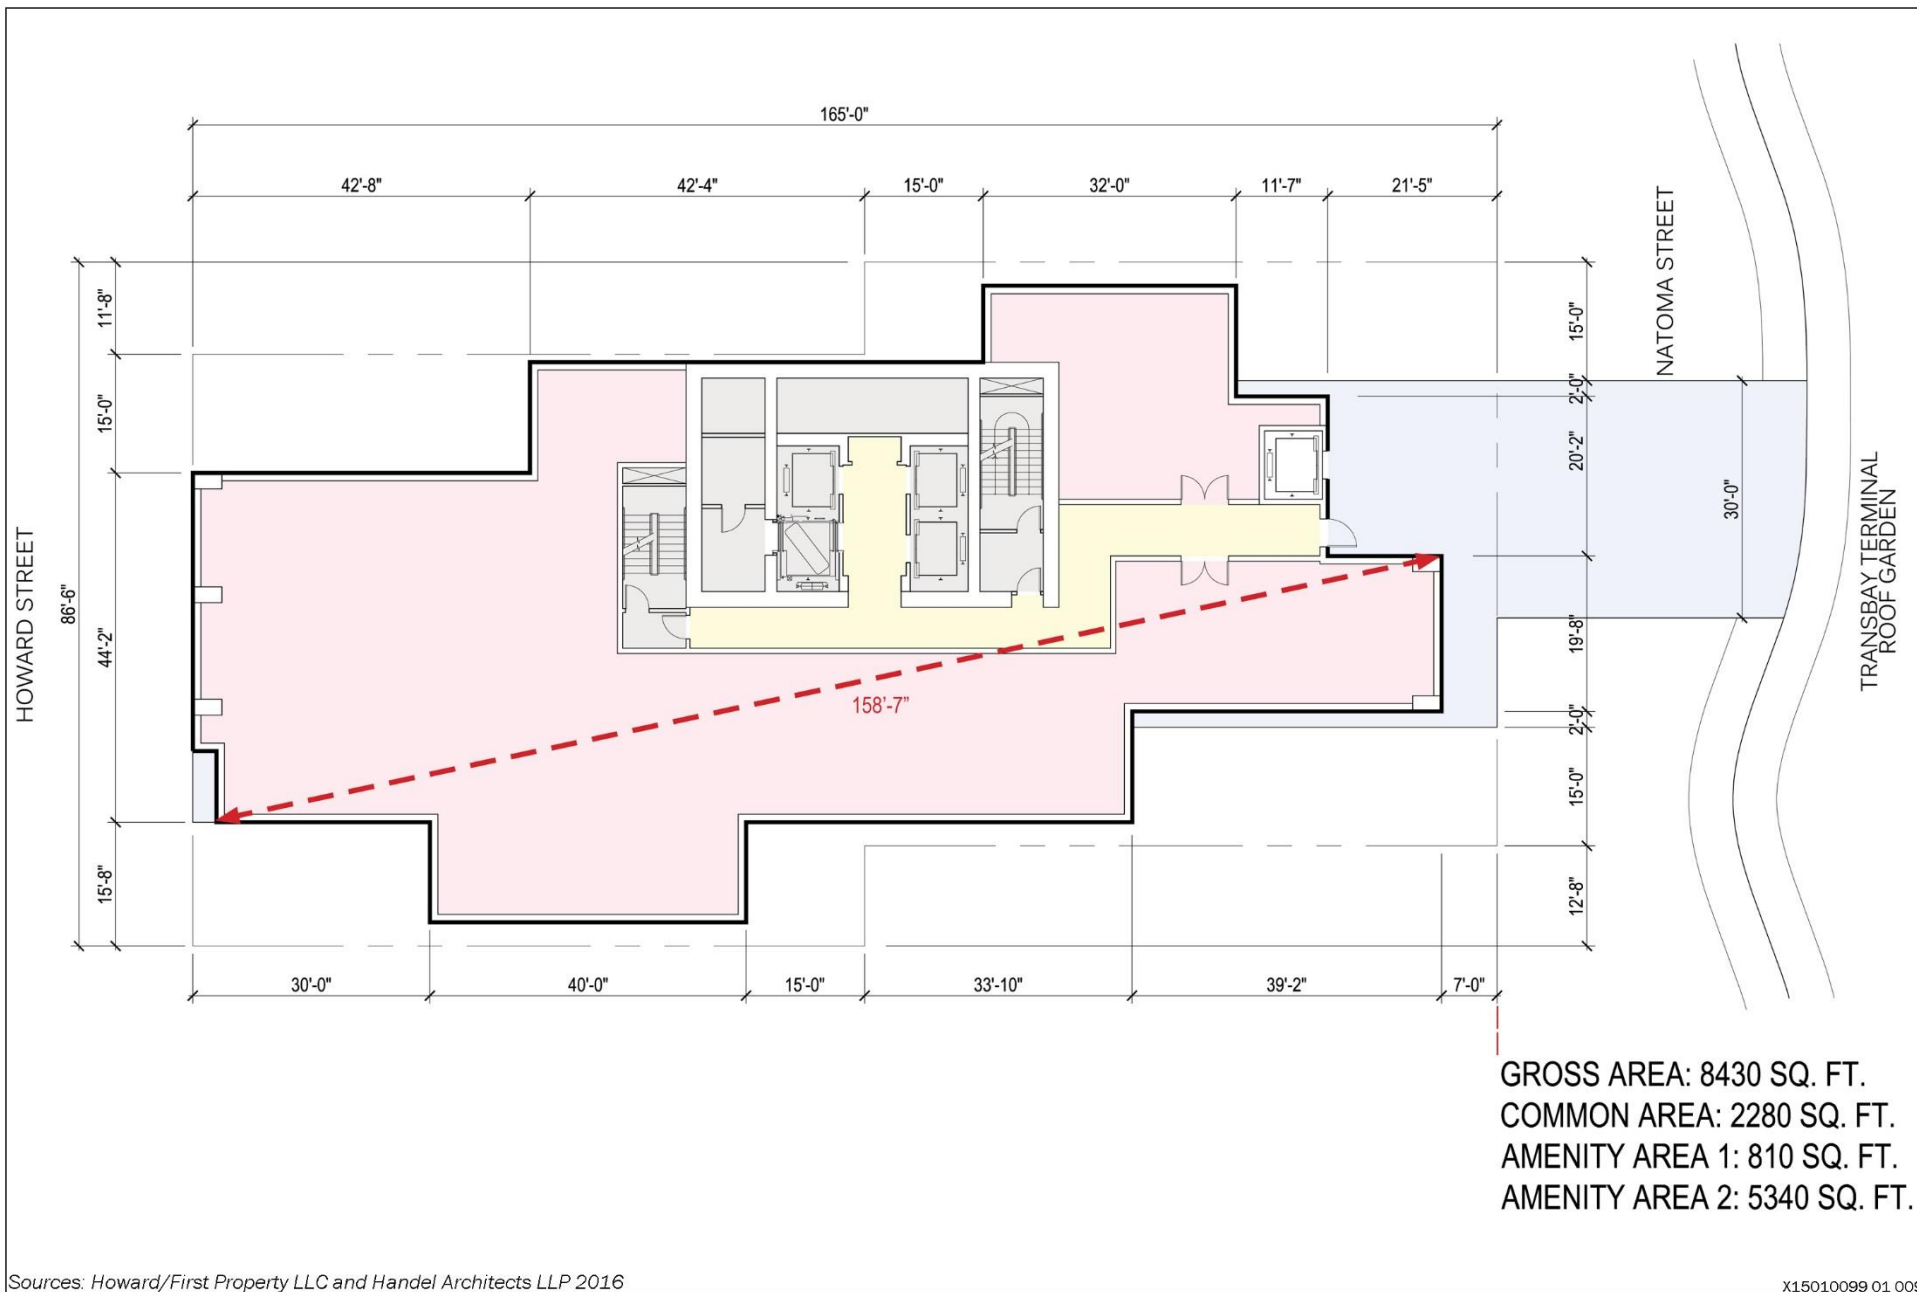 165'-0"
42'-8"
42'-4"
15'-0"
32'-0"
11'-7"
21'-5"
HOWARD STREET
86'-6"
11'-8"
15'-0"
44'-2"
15'-8"
158'-7"
15'-0"
2'-0"
20'-2"
19'-8"
2'-0"
15'-0"
12'-8"
30'-0"
NATOMA STREET
TRANSBAY TERMINAL
ROOF GARDEN
30'-0"
40'-0"
15'-0"
33'-10"
39'-2"
7'-0"
GROSS AREA: 8430 SQ. FT.
COMMON AREA: 2280 SQ. FT.
AMENITY AREA 1: 810 SQ. FT.
AMENITY AREA 2: 5340 SQ. FT.
Sources: Howard/First Property LLC and Handel Architects LLP 2016
X15010099 01 009